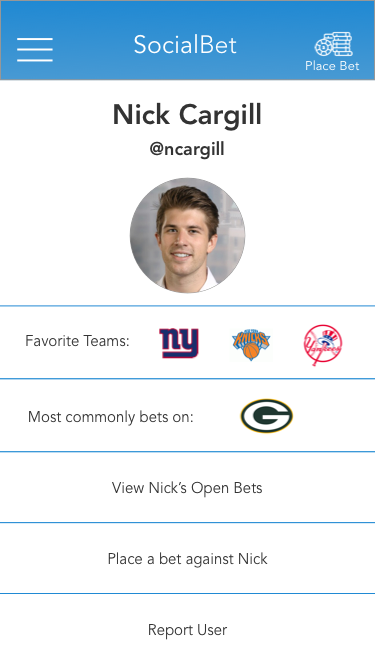 SocialBet
Place Bet
Nick Cargill
@ncargill
Favorite Teams:
ny
KNICKS
Yankees
Most commonly bets on:
G
View Nick's Open Bets
Place a bet against Nick
Report User